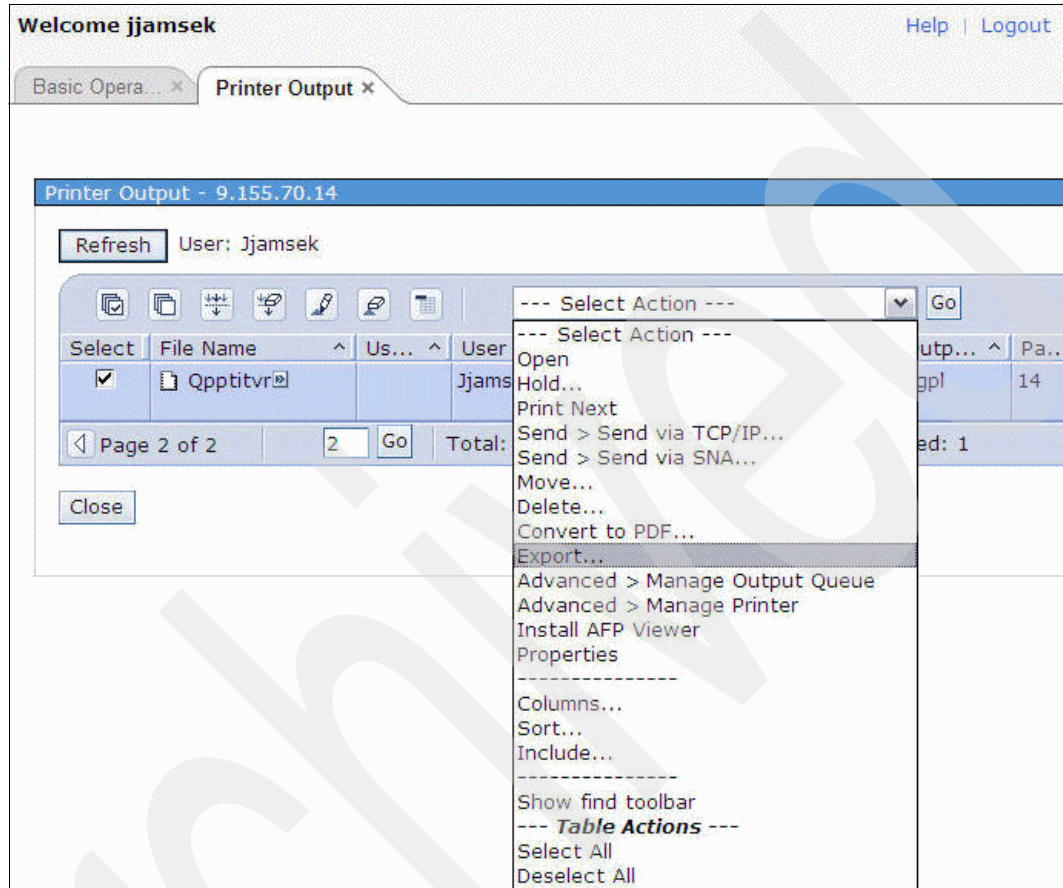 Welcome jjamsek
Help | Logout
Basic Opera...
Printer Output
Printer Output - 9.155.70.14
Refresh User: Jjamsek
--- Select Action --- Go
Select File Name Us... User utp... Pa...
Qpptitvr Jjams gpl 14
Page 2 of 2 2 Go Total: ed: 1
Close
--- Select Action ---
Open
Hold...
Print Next
Send > Send via TCP/IP...
Send > Send via SNA...
Move...
Delete...
Convert to PDF...
Export...
Advanced > Manage Output Queue
Advanced > Manage Printer
Install AFP Viewer
Properties
---------------
Columns...
Sort...
Include...
---------------
Show find toolbar
--- Table Actions ---
Select All
Deselect All